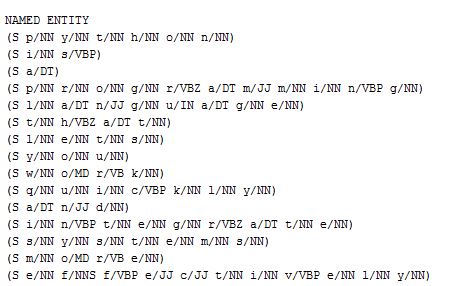 NAMED ENTITY
(S p/NN y/NN t/NN h/NN o/NN n/NN)
(S i/NN s/VBP)
(S a/DT)
(S p/NN r/NN o/NN g/NN r/VBZ a/DT m/JJ m/NN i/NN n/VBP g/NN)
(S l/NN a/DT n/JJ g/NN u/IN a/DT g/NN e/NN)
(S t/NN h/VBZ a/DT t/NN)
(S l/NN e/NN t/NN s/NN)
(S y/NN o/NN u/NN)
(S w/NN o/MD r/VB k/NN)
(S q/NN u/NN i/NN c/VBP k/NN l/NN y/NN)
(S a/DT n/JJ d/NN)
(S i/NN n/VBP t/NN e/NN g/NN r/VBZ a/DT t/NN e/NN)
(S s/NN y/NN s/NN t/NN e/NN m/NN s/NN)
(S m/NN o/MD r/VB e/NN)
(S e/NN f/NNS f/VBP e/JJ c/JJ t/NN i/NN v/VBP e/NN l/NN y/NN)